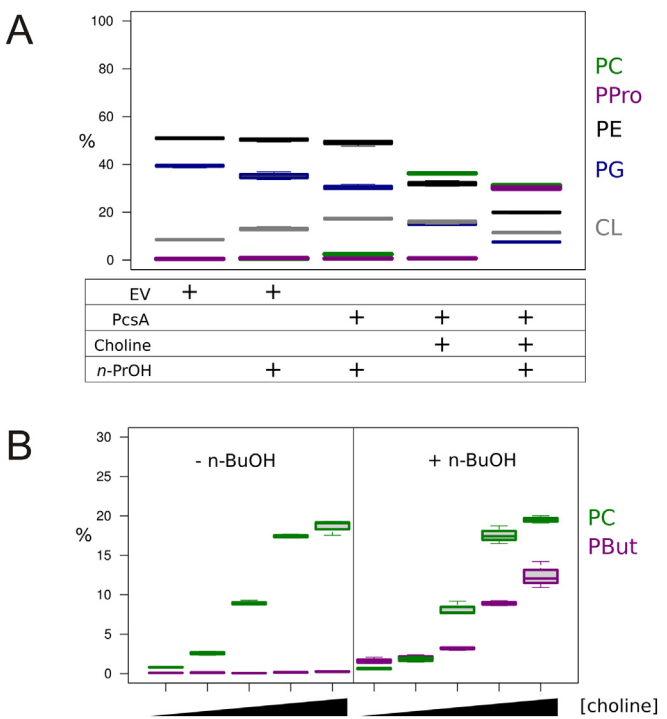 A
100
80
60
40
20
0
%
PC
PPro
PE
PG
CL
EV + +
PcsA + + +
Choline + +
n-PrOH + + +
B
30
25
20
15
10
5
0
%
- n-BuOH + n-BuOH
PC
PBut
[choline]